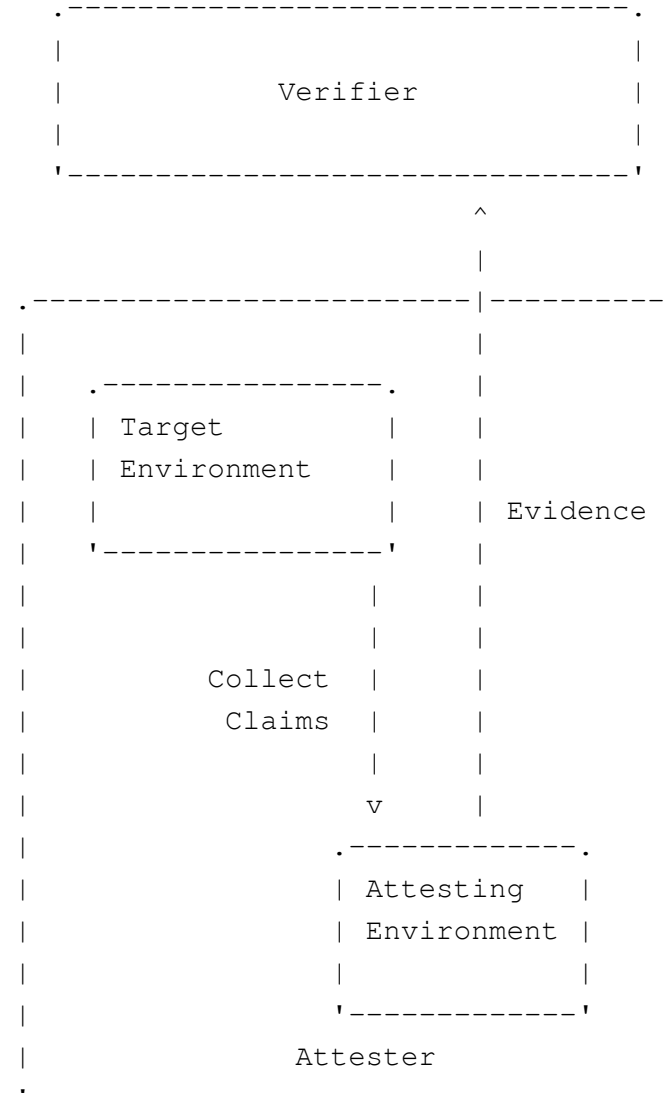 Verifier
Target
Environment
Evidence
Collect
Claims
Attesting
Environment
Attester